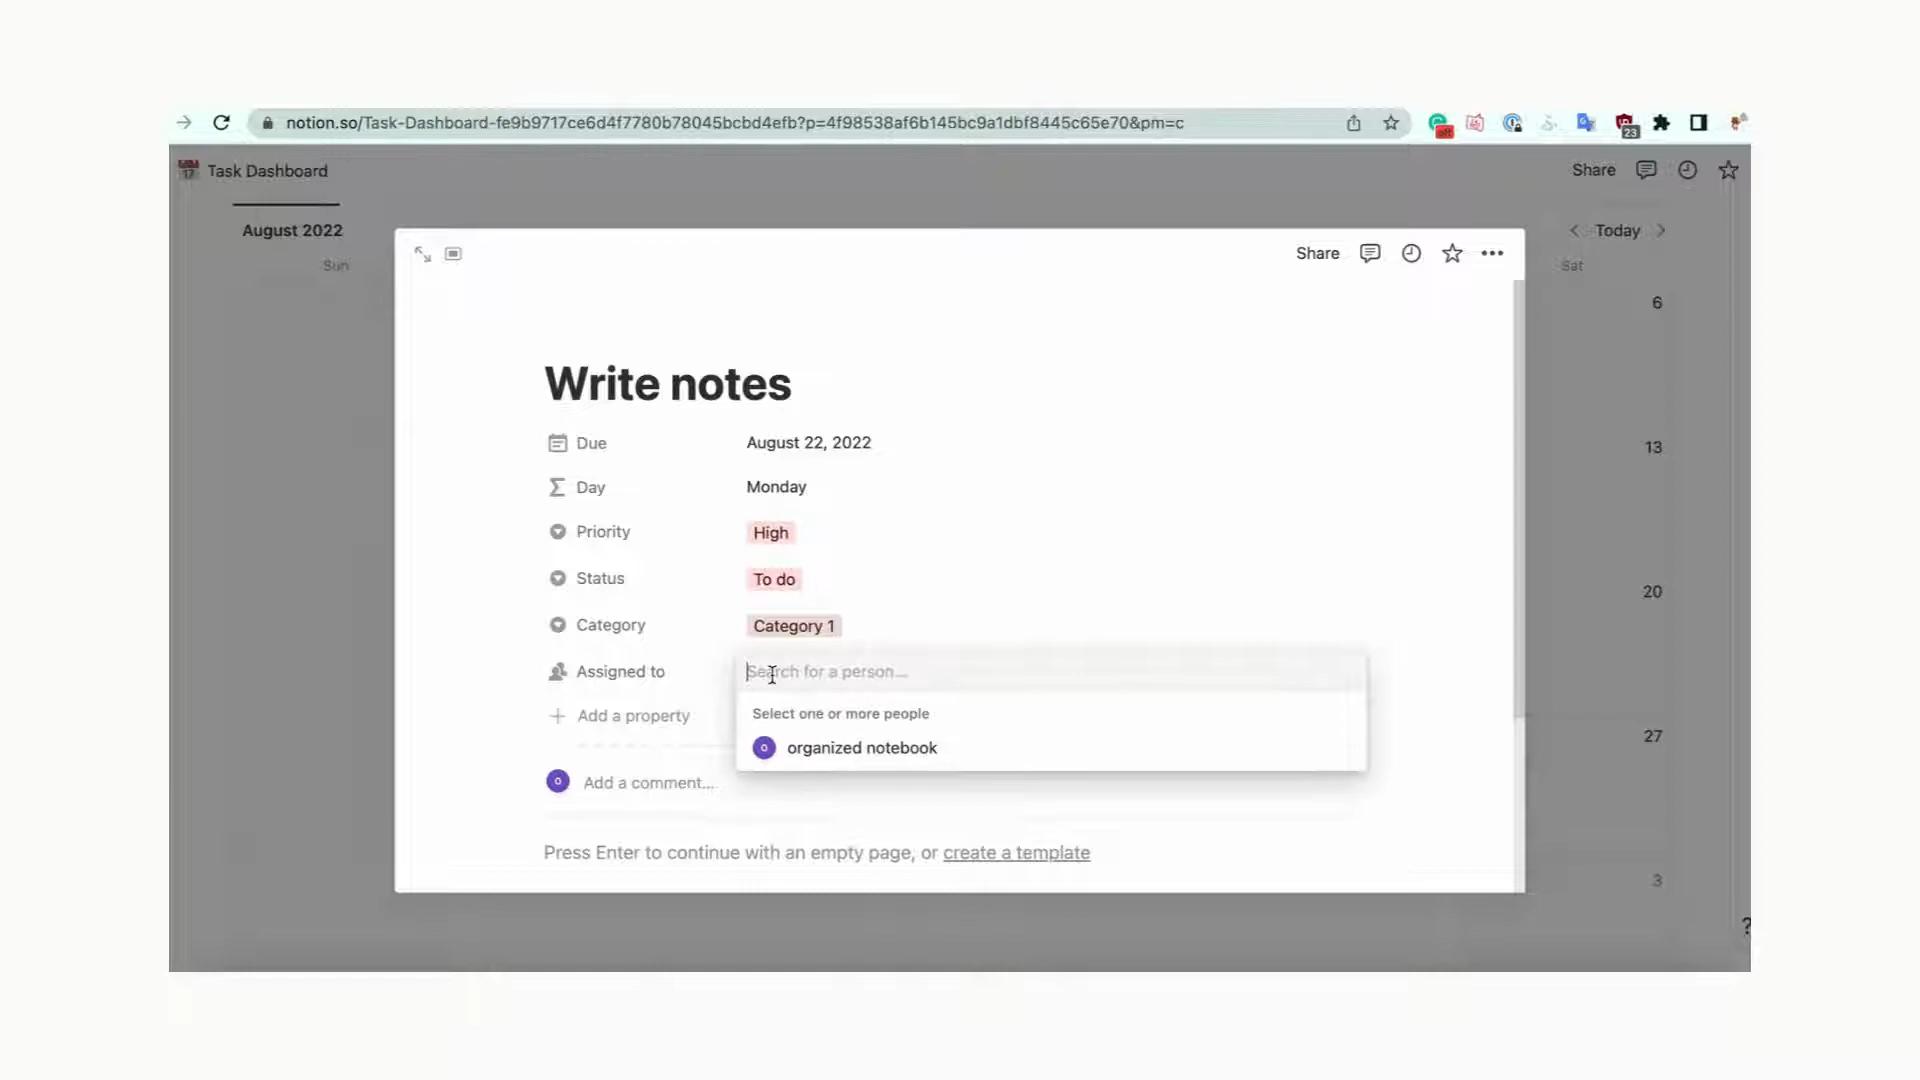 notion.so/Task-Dashboard-fe9b9717ce6d4f7780b78045bcbd4efb?p=4f98538af6b145bc9a1dbf8445c65e70&pm=c
23
17 Task Dashboard
Share
August 2022
Today
Sun
Sat
Share
6
Write notes
Due August 22, 2022
13
Day Monday
Priority High
Status To do
20
Category Category 1
Assigned to Search for a person...
Add a property
Select one or more people
27
o organized notebook
o Add a comment...
Press Enter to continue with an empty page, or create a template
3
?